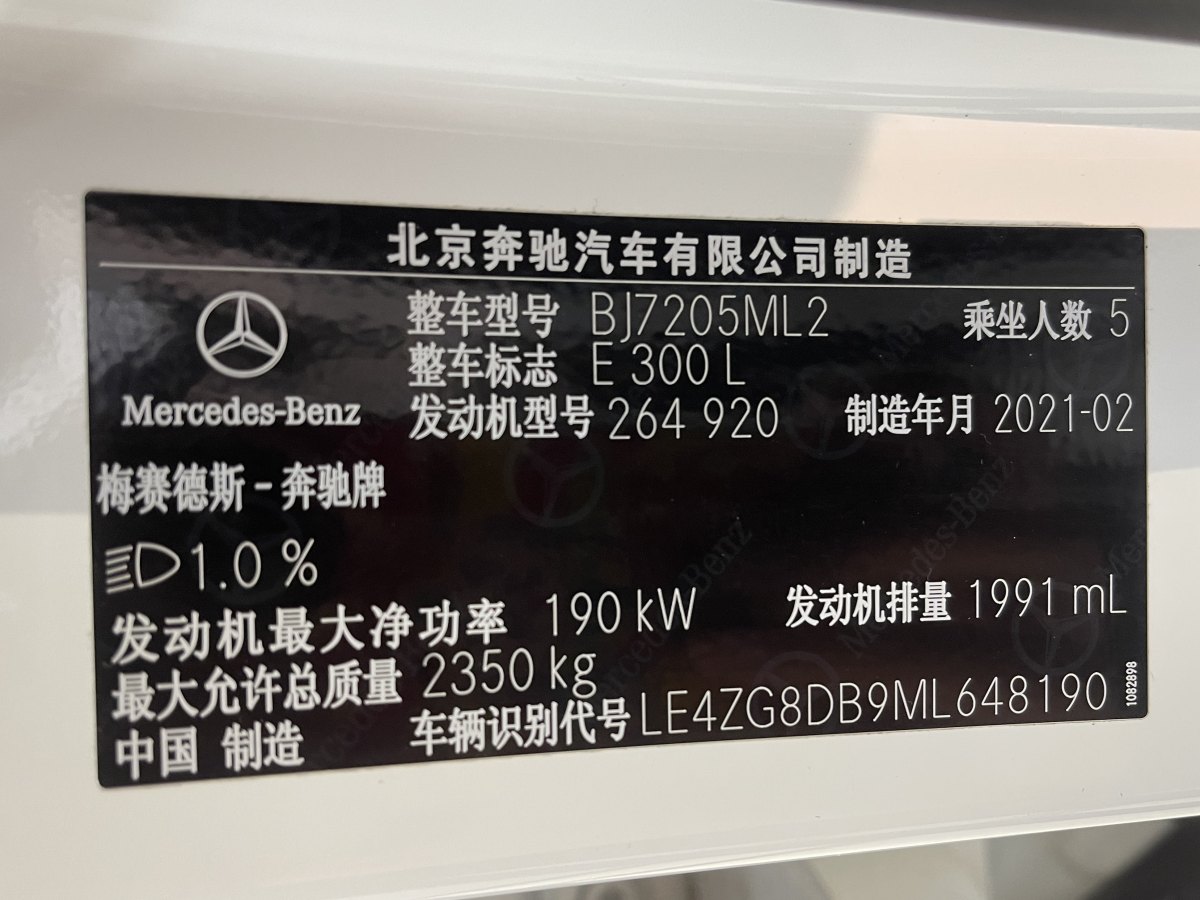 北京奔驰汽车有限公司制造
整车型号 BJ7205ML2 乘坐人数 5
整车标志 E 300 L
Mercedes-Benz
发动机型号 264 920 制造年月 2021-02
梅赛德斯-奔驰牌
1.0 %
发动机最大净功率 190 kW 发动机排量 1991 mL
最大允许总质量 2350 kg
中国 制造 车辆识别代号 LE4ZG8DB9ML648190
1082898